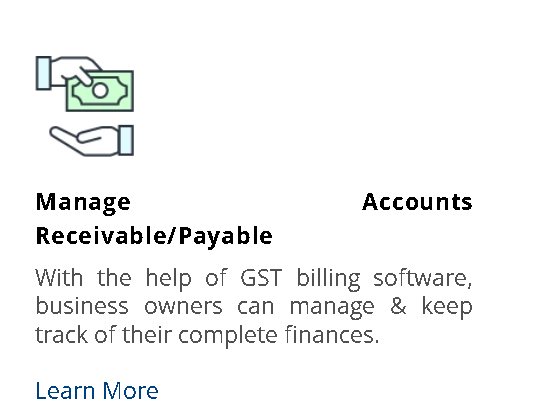 Manage Accounts
Receivable/Payable
With the help of GST billing software,
business owners can manage & keep
track of their complete finances.
Learn More